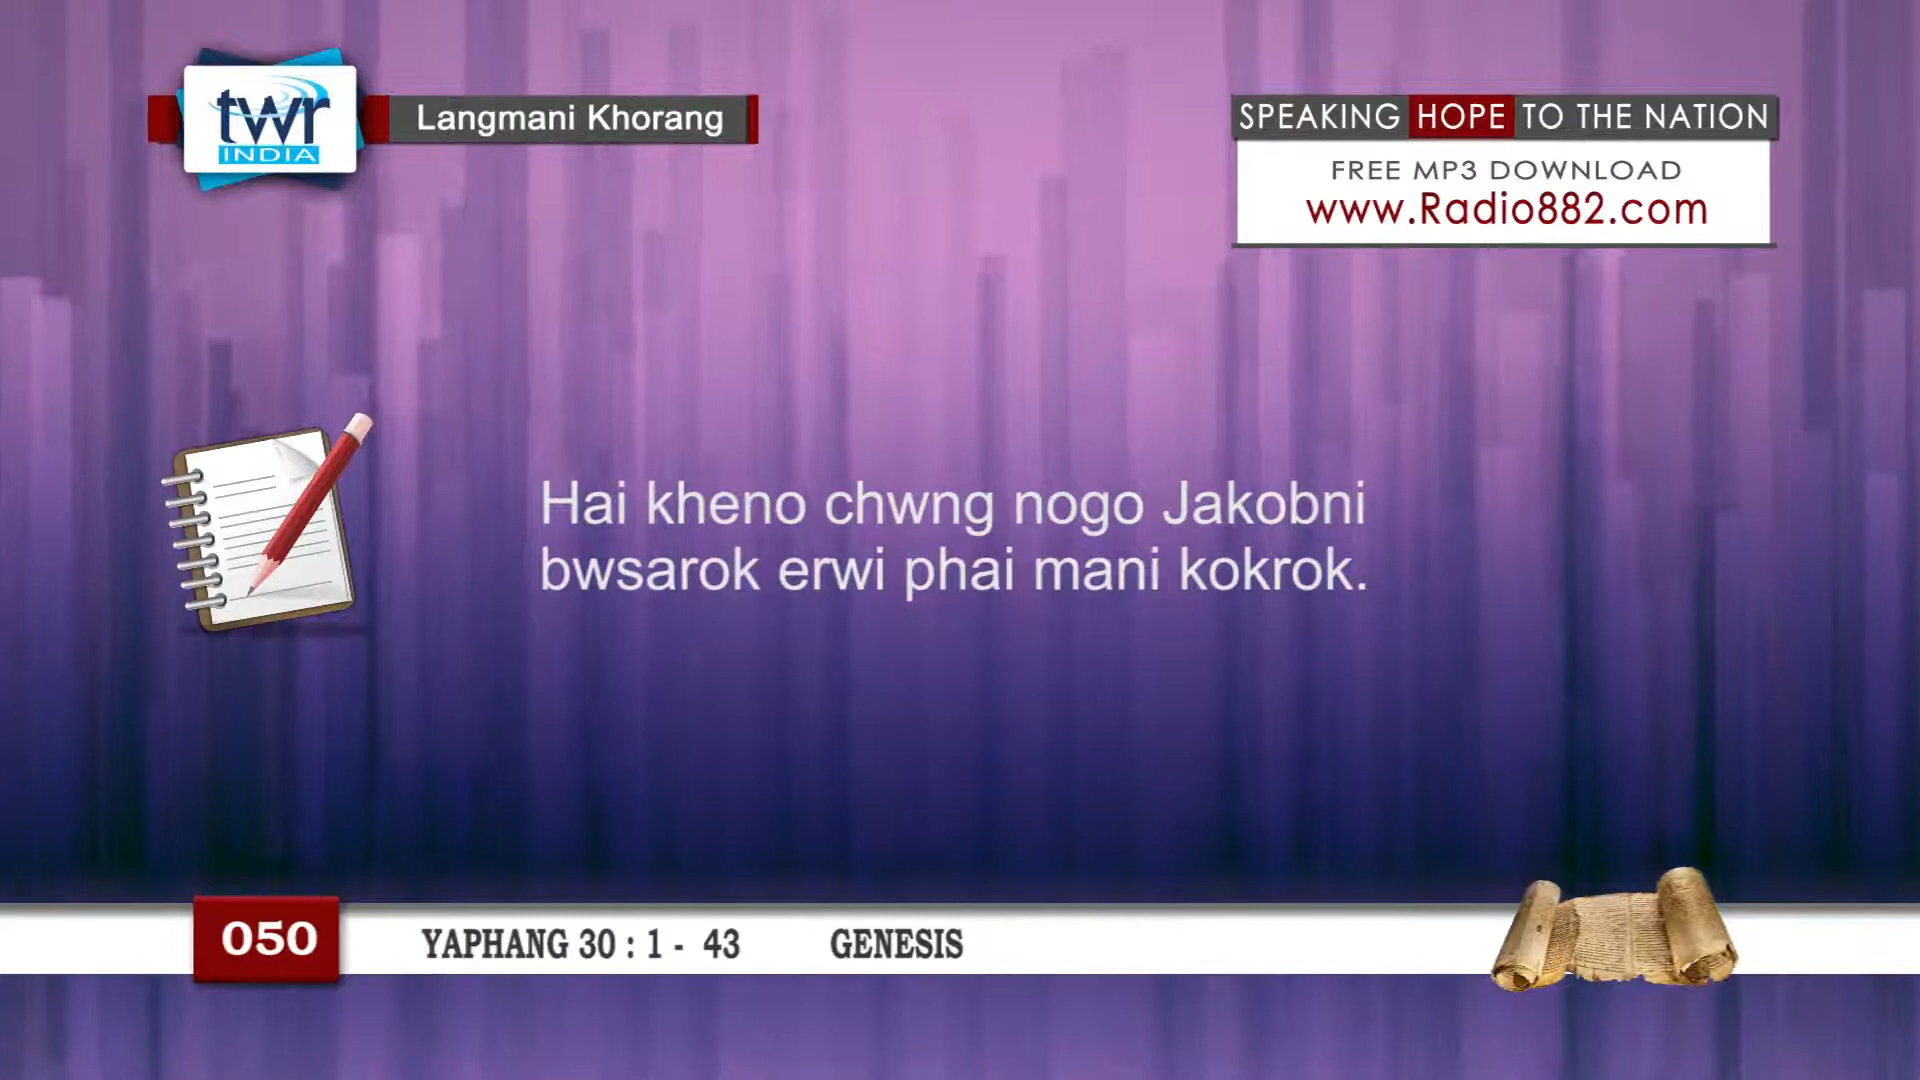 twr
INDIA
Langmani Khorang
SPEAKING HOPE TO THE NATION
FREE MP3 DOWNLOAD
www.Radio882.com
Hai kheno chwng nogo Jakobni
bwsarok erwi phai mani kokrok.
050
YAPHANG 30 : 1 - 43 GENESIS